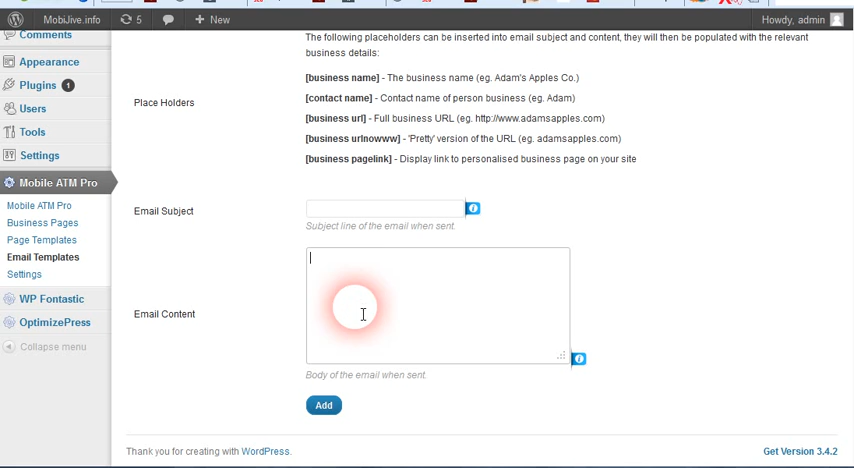 MobiJive.info 5 + New Howdy, admin
Comments
Appearance
Plugins 1
Users
Tools
Settings
Mobile ATM Pro
Mobile ATM Pro
Business Pages
Page Templates
Email Templates
Settings
WP Fontastic
OptimizePress
Collapse menu
The following placeholders can be inserted into email subject and content, they will then be populated with the relevant
business details:
Place Holders
[business name] - The business name (eg. Adam's Apples Co.)
[contact name] - Contact name of person business (eg. Adam)
[business url] - Full business URL (eg. http://www.adamsapples.com)
[business urlnowww] - 'Pretty' version of the URL (eg. adamsapples.com)
[business pagelink] - Display link to personalised business page on your site
Email Subject
Subject line of the email when sent.
Email Content
Body of the email when sent.
Add
Thank you for creating with WordPress.
Get Version 3.4.2